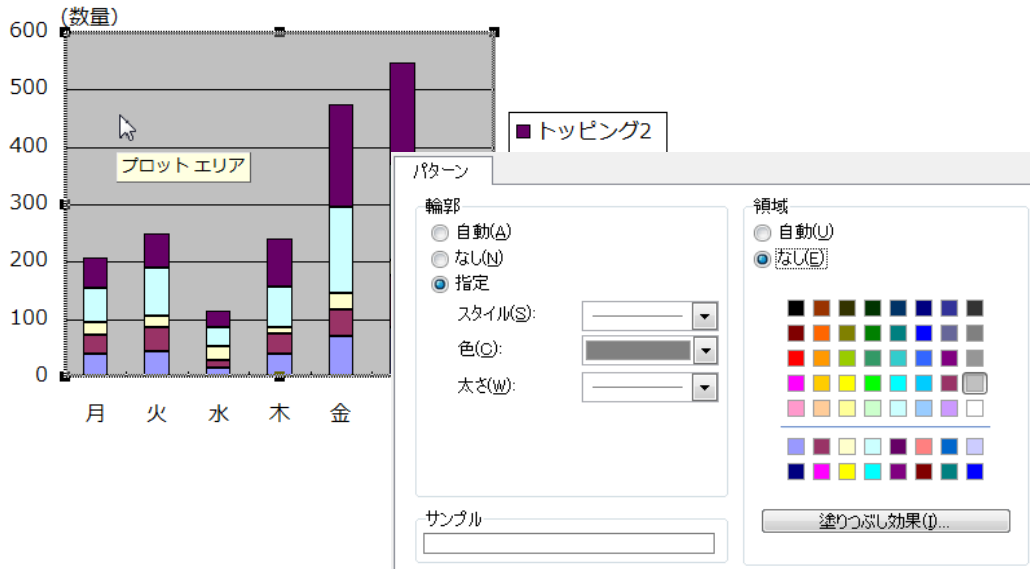 (数量)
600
500
400
300
200
100
0
月 火 水 木 金
プロット エリア
トッピング2
パターン
輪郭
自動(A)
なし(N)
指定
スタイル(S):
色(C):
太さ(W):
サンプル
領域
自動(U)
なし(E)
塗りつぶし効果(I)...